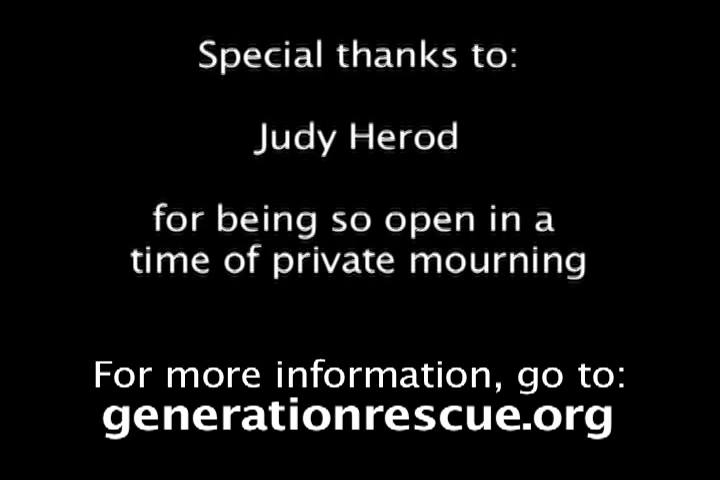 Special thanks to:
Judy Herod
for being so open in a
time of private mourning
For more information, go to:
generationrescue.org